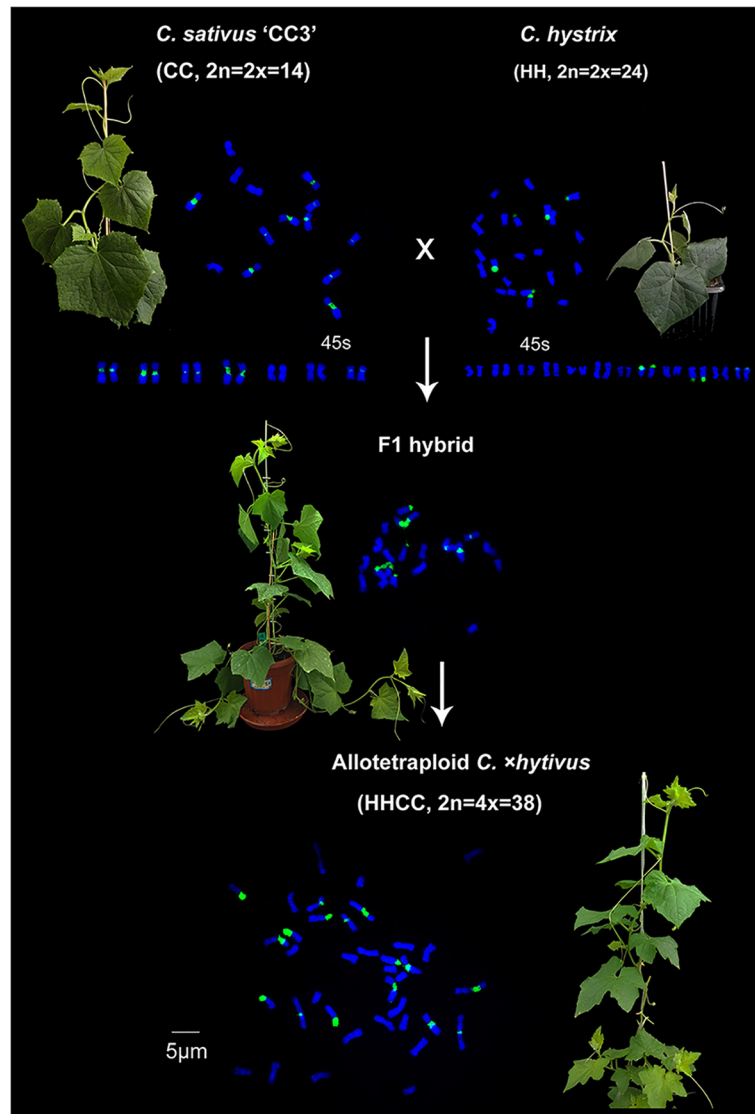 C. sativus ‘CC3’
(CC, 2n=2x=14)
C. hystrix
(HH, 2n=2x=24)
X
45s
45s
F1 hybrid
Allotetraploid C. ×hytivus
(HHCC, 2n=4x=38)
5μm